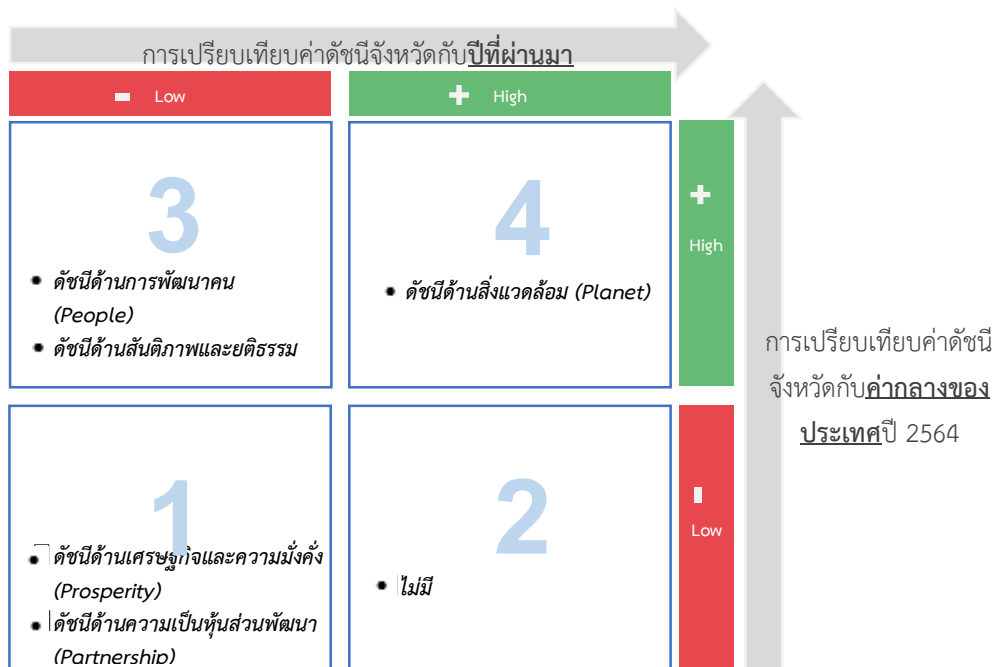 การเปรียบเทียบค่าดัชนีจังหวัดกับปีที่ผ่านมา
- Low
+ High
3
• ดัชนีด้านการพัฒนาคน
(People)
• ดัชนีด้านสันติภาพและยุติธรรม
4
• ดัชนีด้านสิ่งแวดล้อม (Planet)
+
High
การเปรียบเทียบค่าดัชนี
จังหวัดกับค่ากลางของ
ประเทศปี 2564
1
• ดัชนีด้านเศรษฐกิจและความมั่งคั่ง
(Prosperity)
• ดัชนีด้านความเป็นหุ้นส่วนพัฒนา
(Partnership)
2
• ไม่มี
-
Low